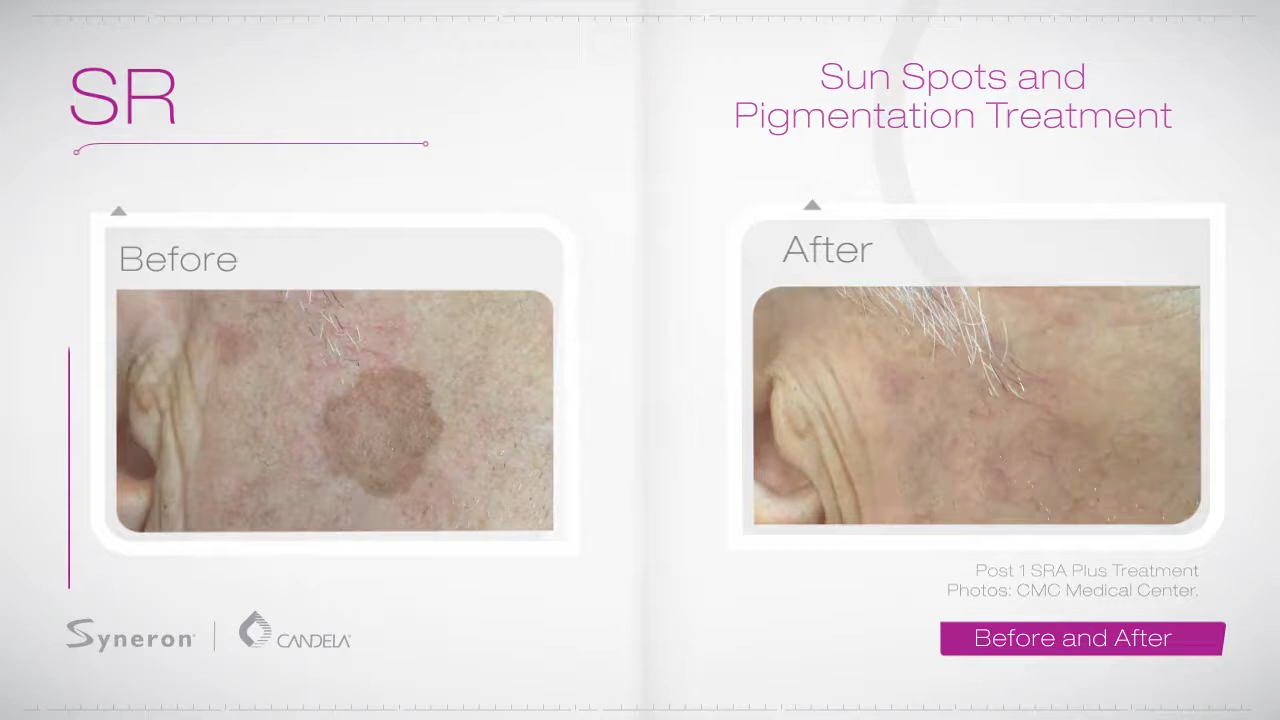 SR
Sun Spots and
Pigmentation Treatment
Before
After
Post 1 SRA Plus Treatment
Photos: CMC Medical Center.
Syneron
CANDELA
Before and After